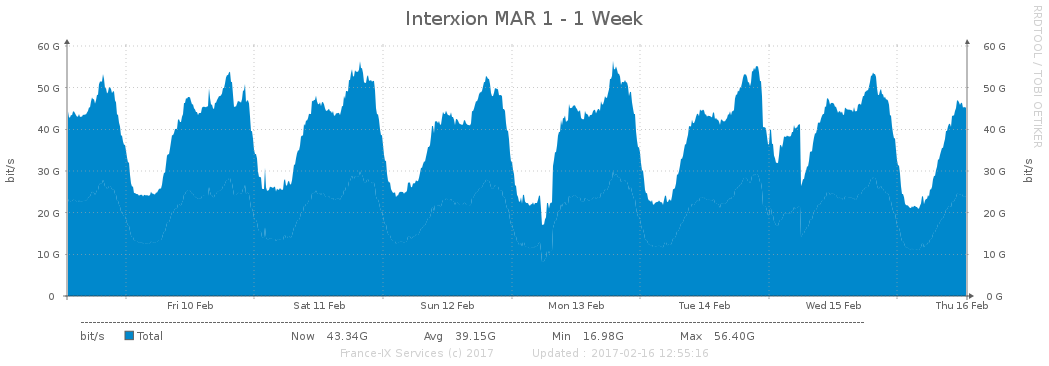 Interxion MAR 1 - 1 Week
RRDTOOL / TOBI OETIKER
60 G 60 G
50 G 50 G
40 G 40 G
30 G 30 G
20 G 20 G
10 G 10 G
0 0 G
bit/s bit/s
Fri 10 Feb Sat 11 Feb Sun 12 Feb Mon 13 Feb Tue 14 Feb Wed 15 Feb Thu 16 Feb
bit/s Total Now 43.34G Avg 39.15G Min 16.98G Max 56.40G
France-IX Services (c) 2017 Updated : 2017-02-16 12:55:16